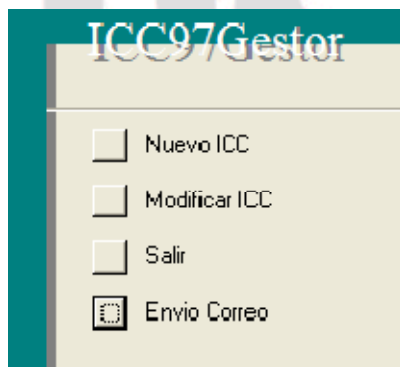 ICC97Gestor
Nuevo ICC
Modificar ICC
Salir
Envio Correo